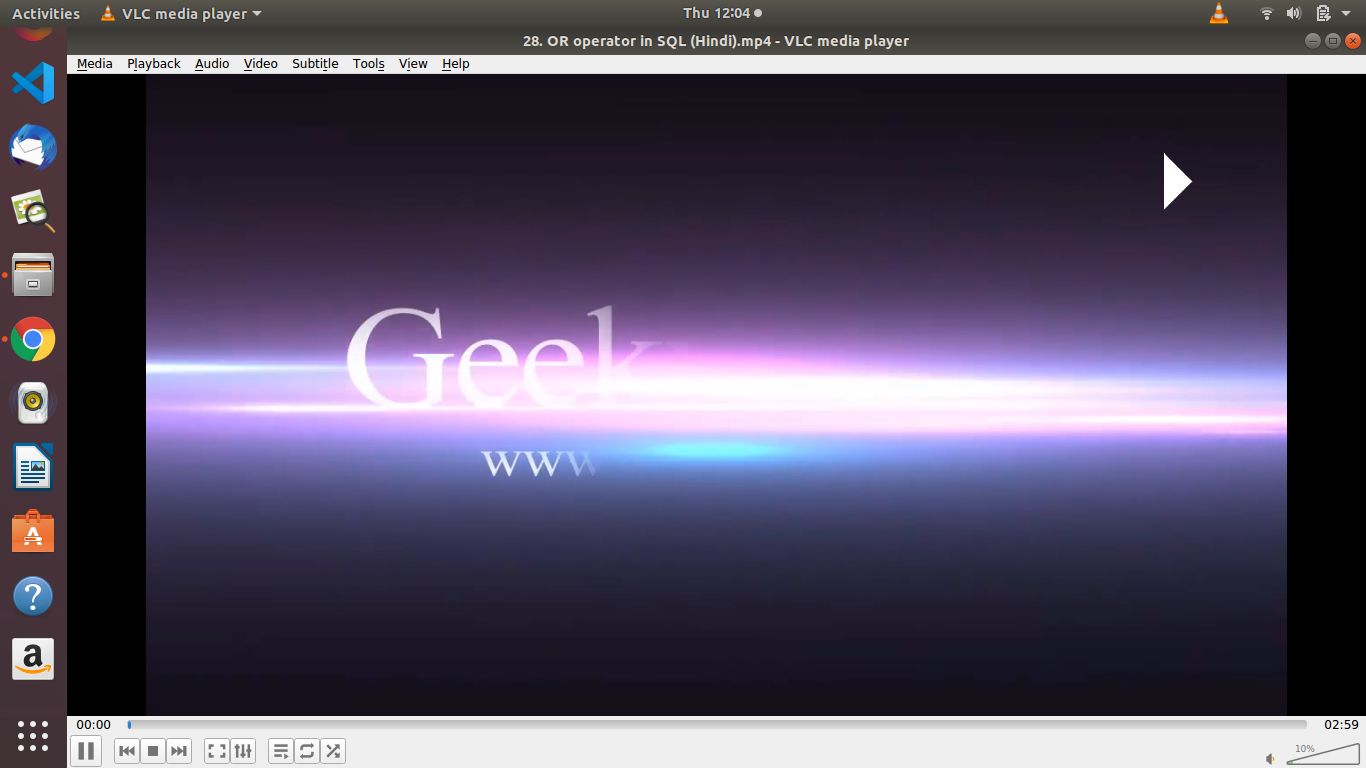 Activities VLC media player Thu 12:04
28. OR operator in SQL (Hindi).mp4 - VLC media player
Media Playback Audio Video Subtitle Tools View Help
Geek
www
00:00 02:59
10%